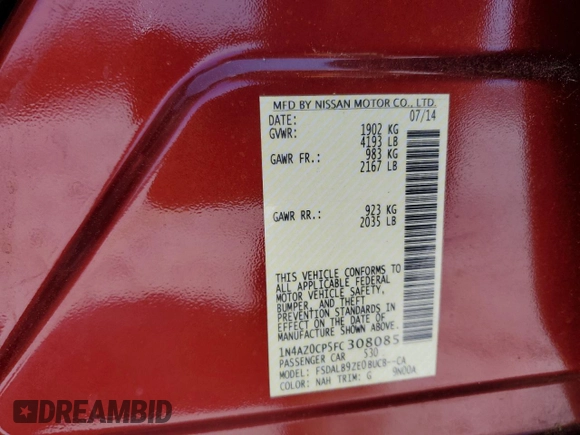 MFD BY NISSAN MOTOR CO., LTD.
DATE: 07/14
GVWR: 1902 KG
4193 LB
GAWR FR.: 983 KG
2167 LB
GAWR RR.: 923 KG
2035 LB
THIS VEHICLE CONFORMS TO
ALL APPLICABLE FEDERAL
MOTOR VEHICLE SAFETY,
BUMPER, AND THEFT
PREVENTION STANDARDS IN
EFFECT ON THE DATE OF
MANUFACTURE SHOWN ABOVE.
1N4AZ0CP5FC308085
PASSENGER CAR 530
MODEL: FSDALB9ZE0BUCB--CA
COLOR: NAH TRIM: G 9N00A
DREAMBID